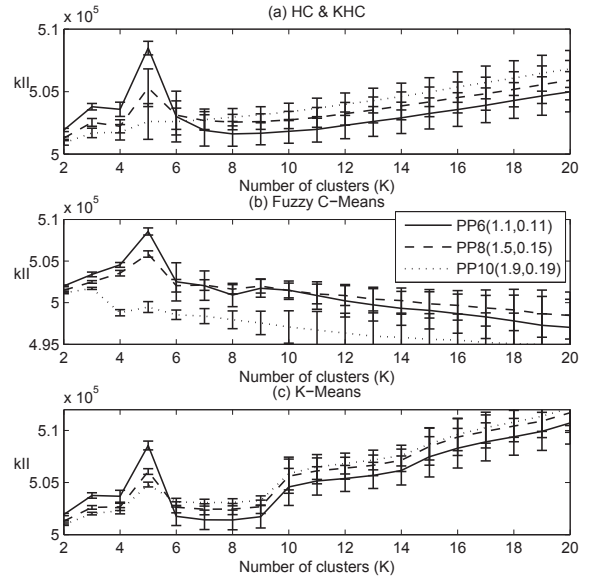 (a) HC & KHC
x 10^5
5.1
kII
5.05
5
2 4 6 8 10 12 14 16 18 20
Number of clusters (K)
(b) Fuzzy C−Means
x 10^5
5.1
5.05
kII
5
4.95
PP6(1.1,0.11)
PP8(1.5,0.15)
PP10(1.9,0.19)
2 4 6 8 10 12 14 16 18 20
Number of clusters (K)
(c) K−Means
x 10^5
5.1
kII
5.05
5
2 4 6 8 10 12 14 16 18 20
Number of clusters (K)